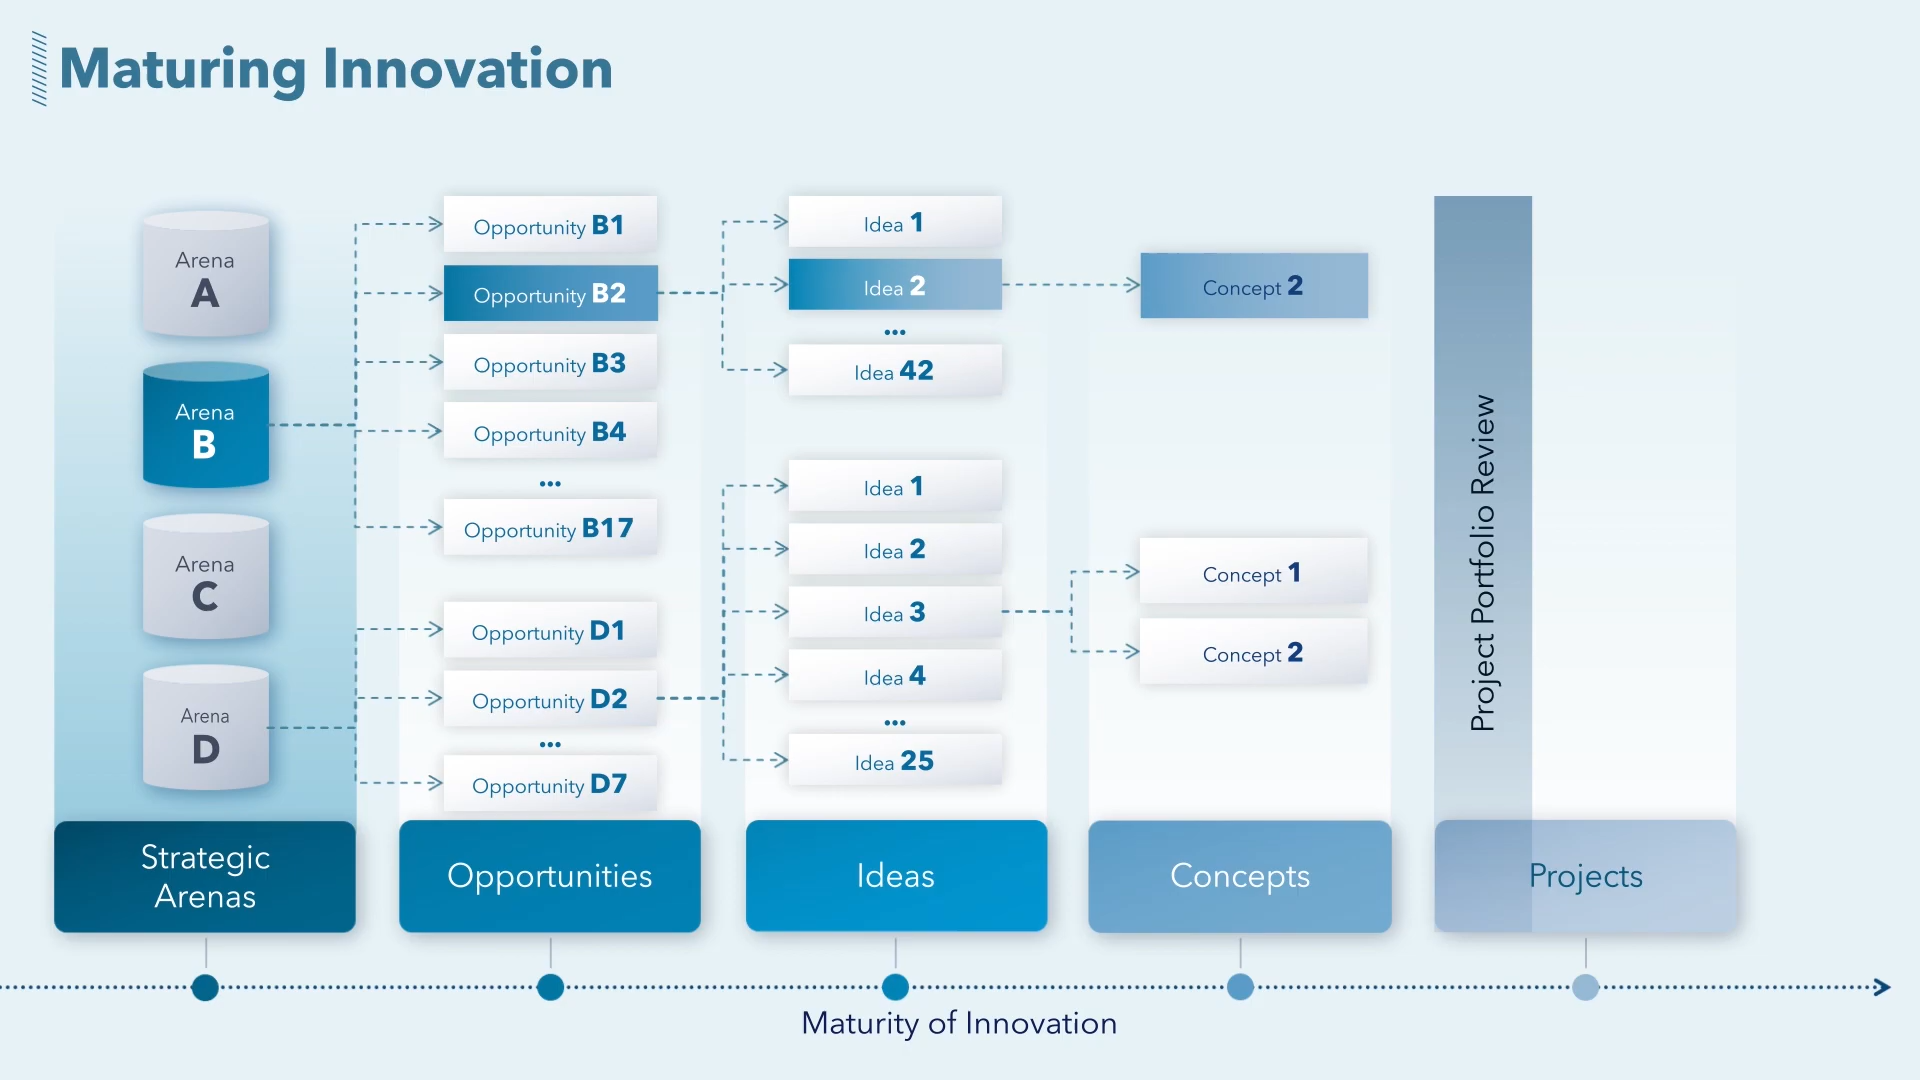 Maturing Innovation
Arena
A
Arena
B
Arena
C
Arena
D
Opportunity B1
Opportunity B2
Opportunity B3
Opportunity B4
...
Opportunity B17
Opportunity D1
Opportunity D2
...
Opportunity D7
Idea 1
Idea 2
...
Idea 42
Idea 1
Idea 2
Idea 3
Idea 4
...
Idea 25
Concept 2
Concept 1
Concept 2
Project Portfolio Review
Strategic
Arenas
Opportunities
Ideas
Concepts
Projects
Maturity of Innovation